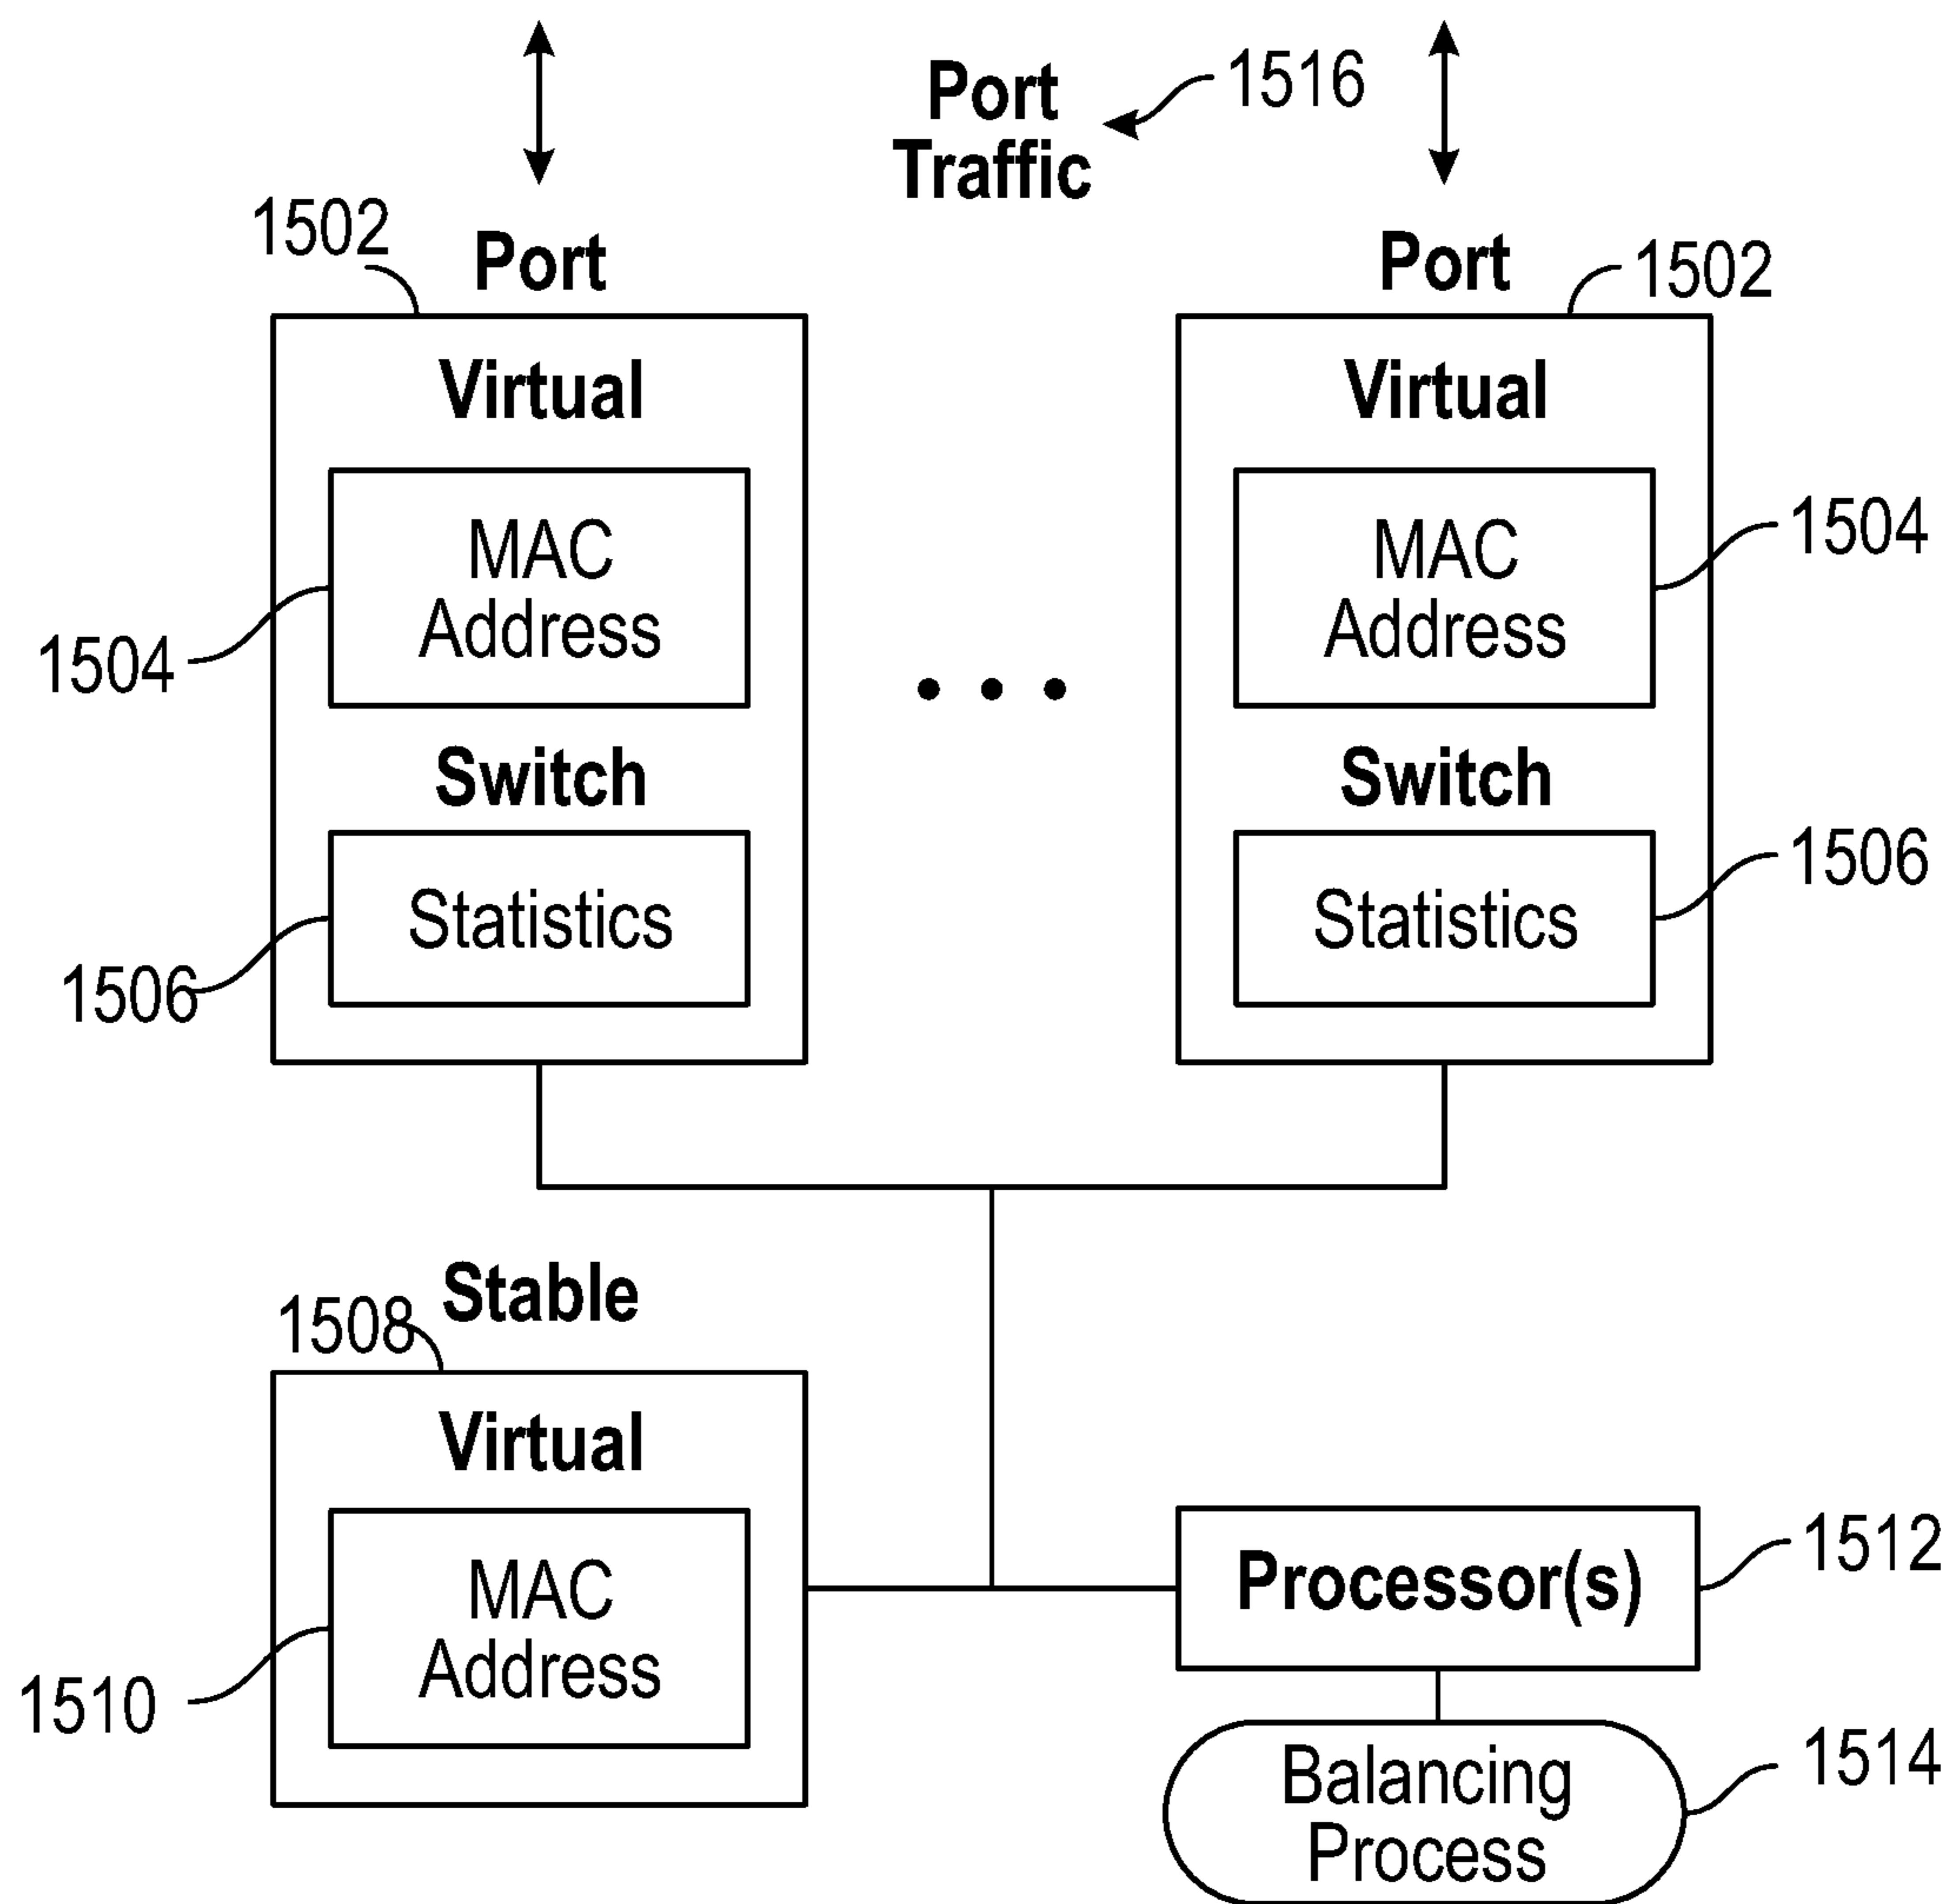 Port
Traffic
1516
1502
Port
Port
1502
Virtual
MAC
Address
1504
Switch
Statistics
1506
Virtual
MAC
Address
1504
Switch
Statistics
1506
Stable
1508
Virtual
MAC
Address
1510
Processor(s)
1512
Balancing
Process
1514